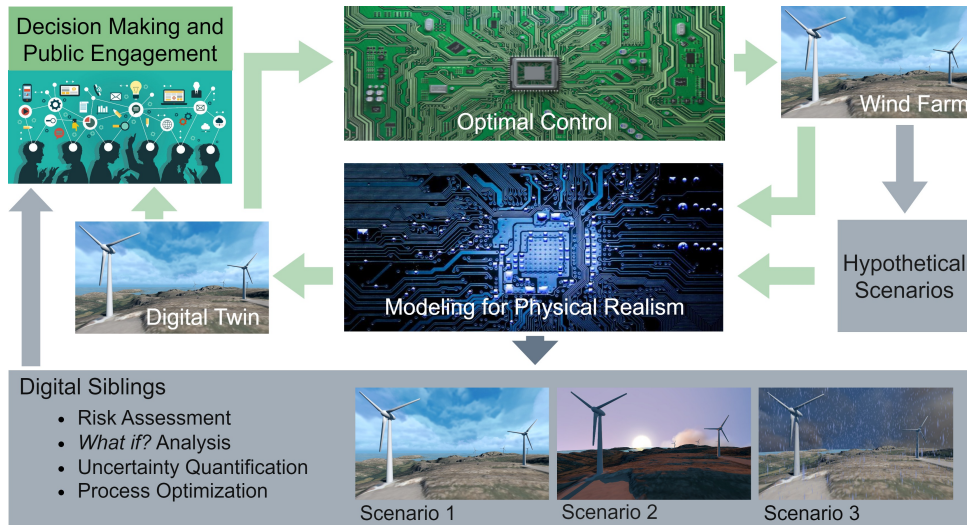 Decision Making and
Public Engagement
Optimal Control
Wind Farm
Modeling for Physical Realism
Hypothetical
Scenarios
Digital Twin
Digital Siblings
• Risk Assessment
• What if? Analysis
• Uncertainty Quantification
• Process Optimization
Scenario 1
Scenario 2
Scenario 3